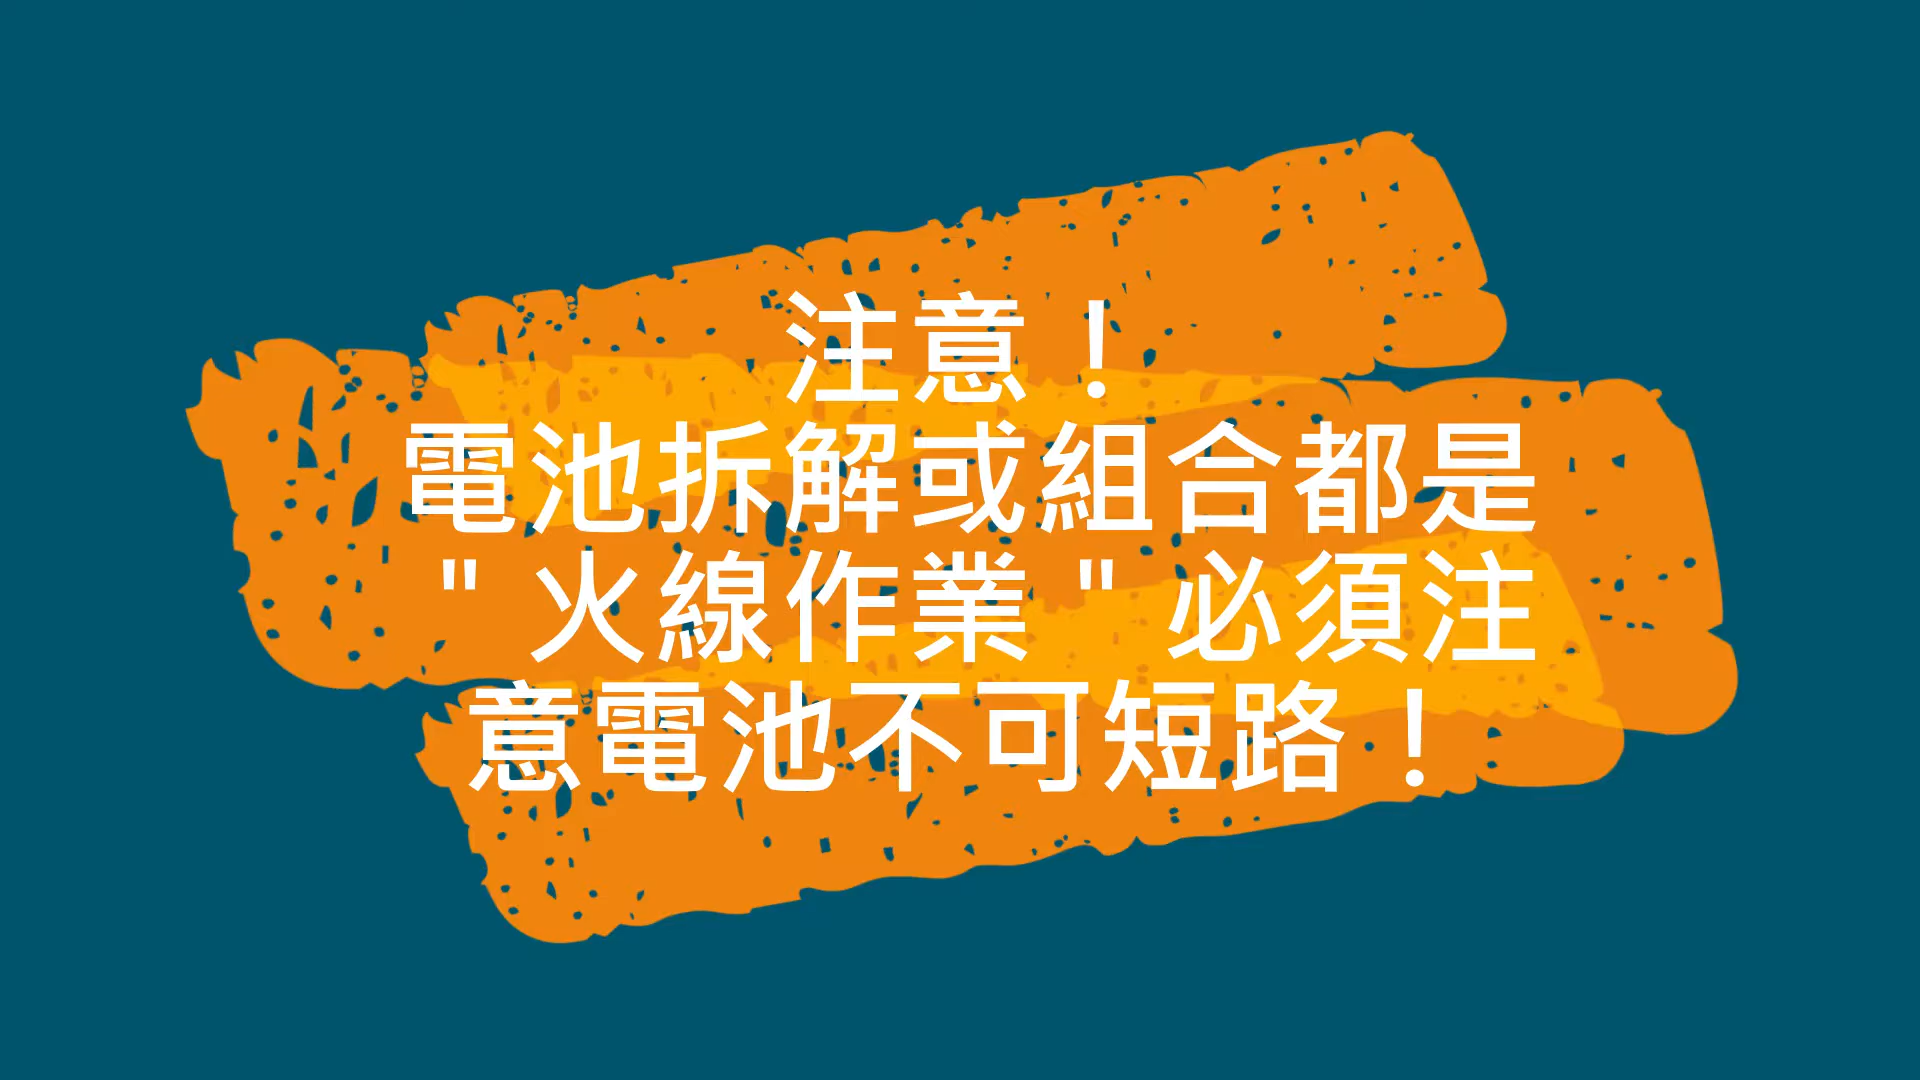 注意！
電池拆解或組合都是
＂火線作業＂必須注
意電池不可短路！